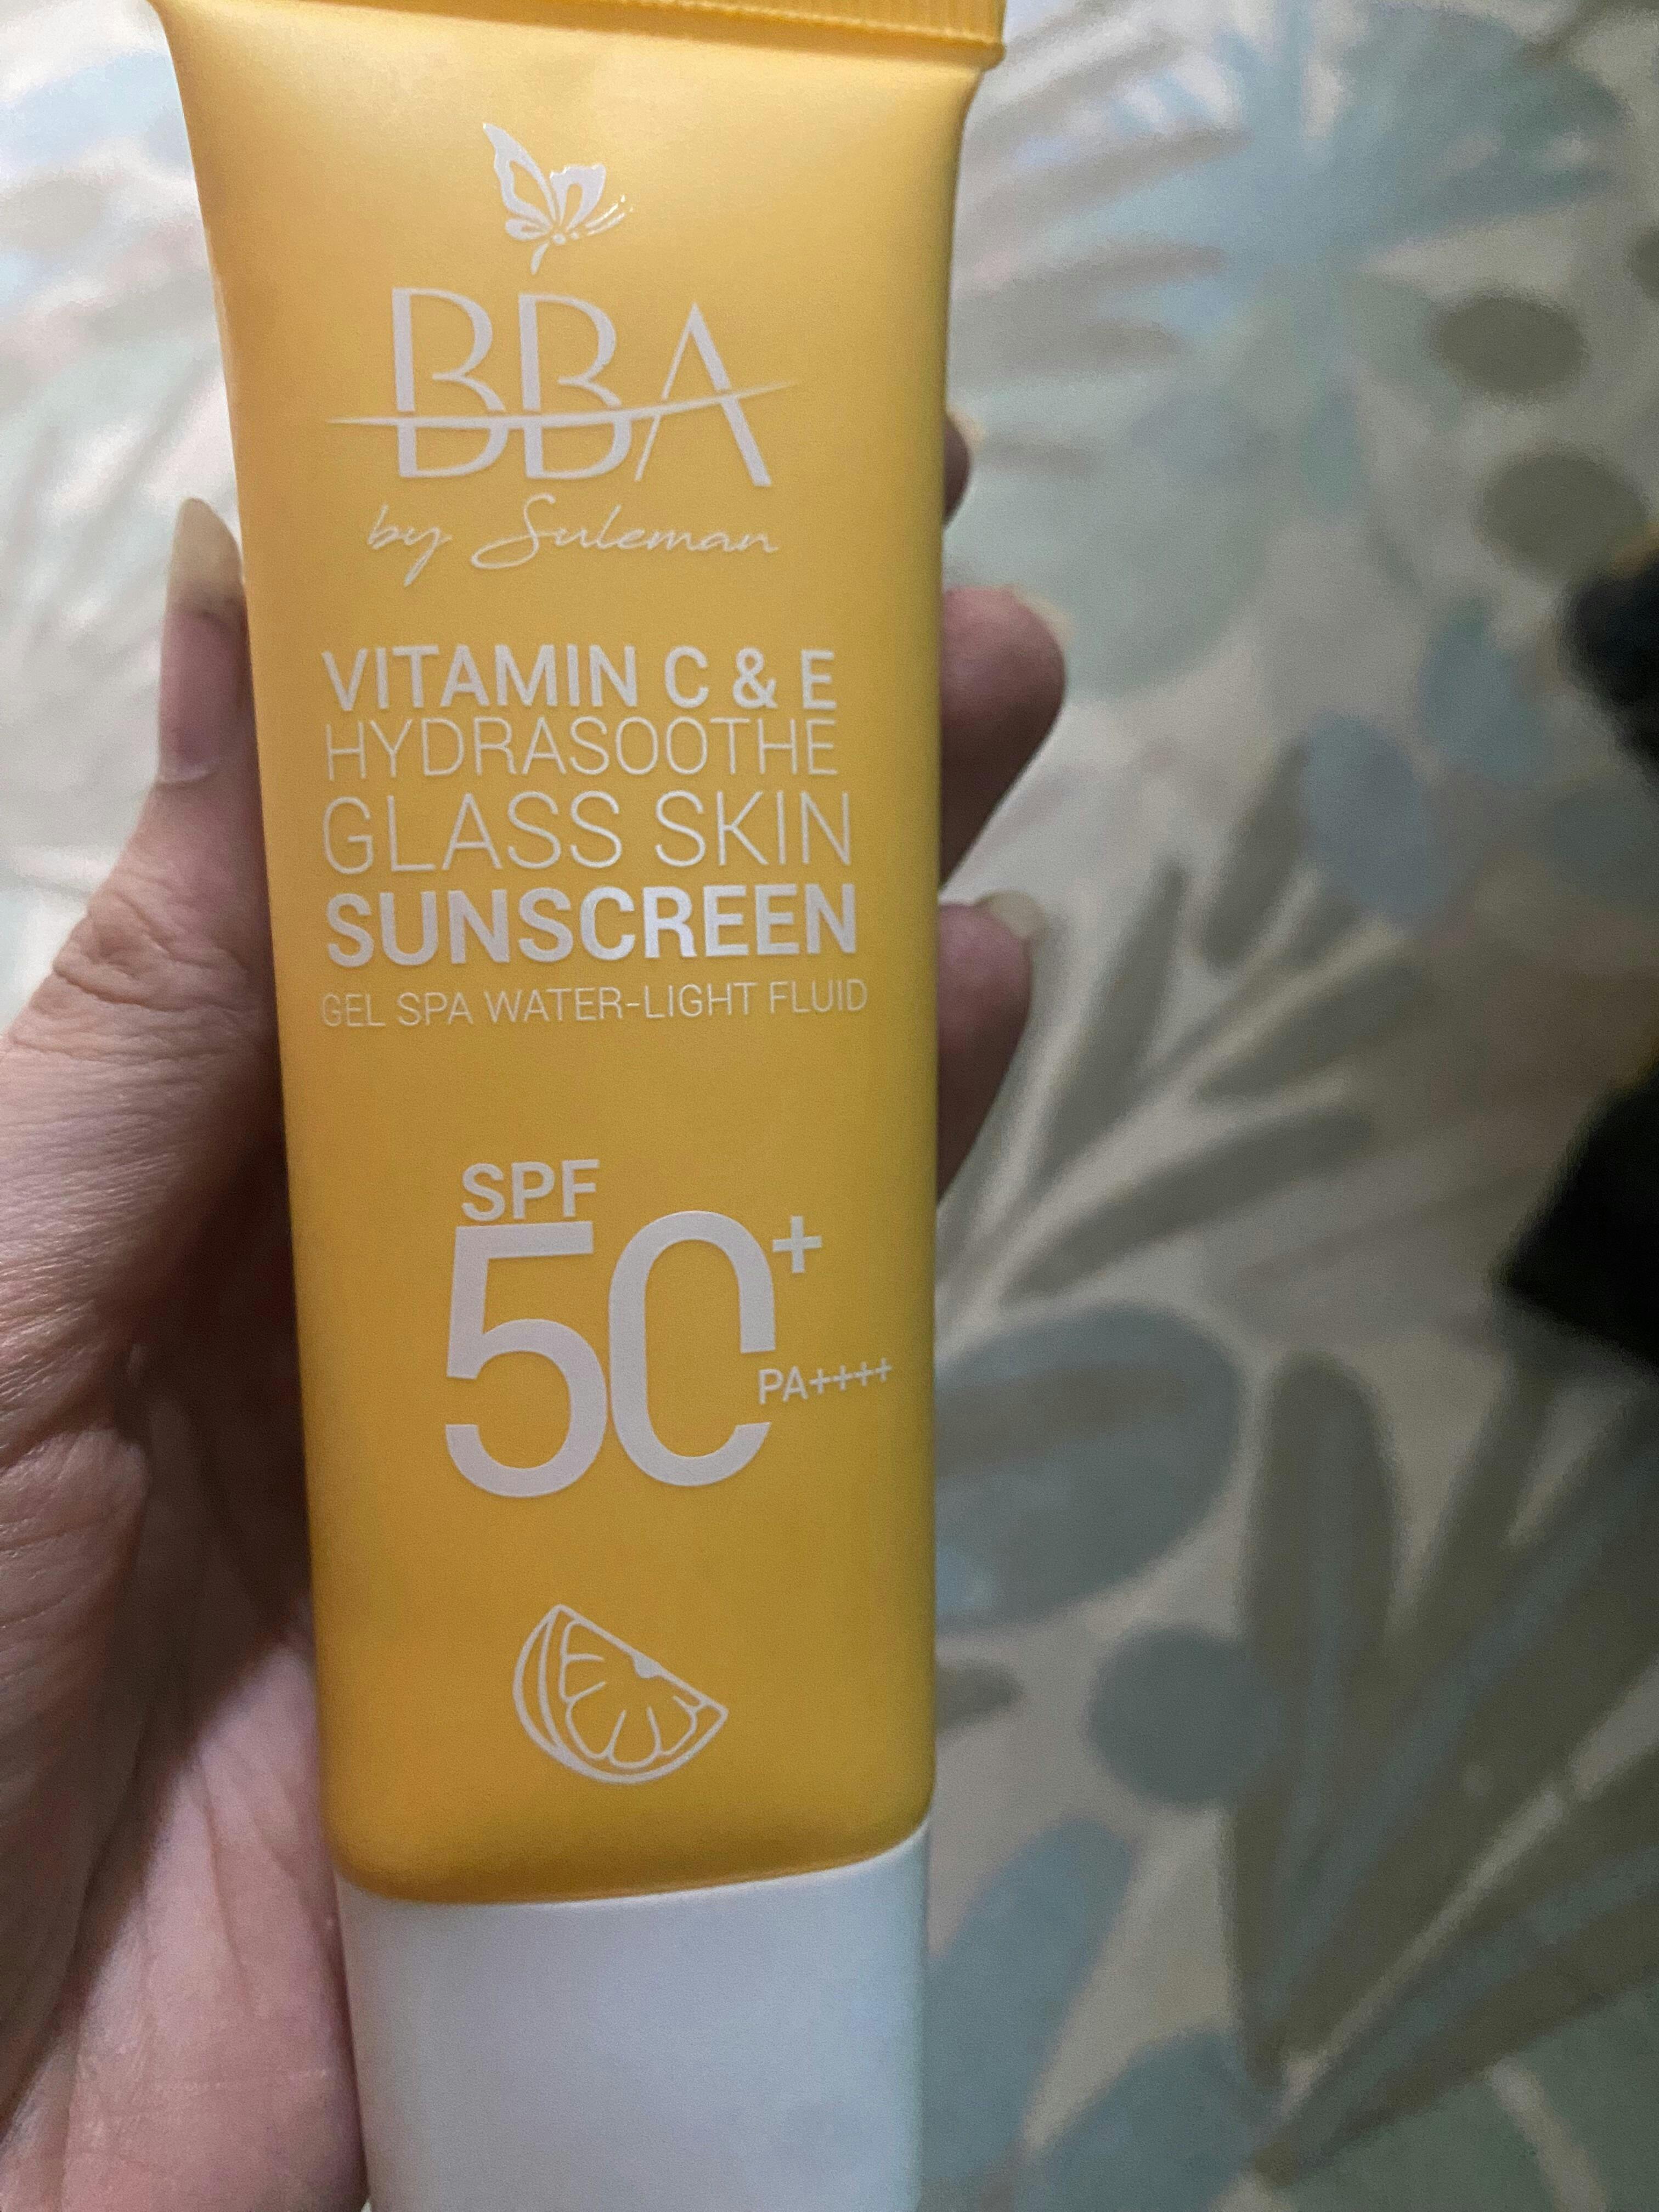 BBA
by Suleman
VITAMIN C & E
HYDRASOOTHE
GLASS SKIN
SUNSCREEN
GEL SPA WATER-LIGHT FLUID
SPF
50+
PA++++